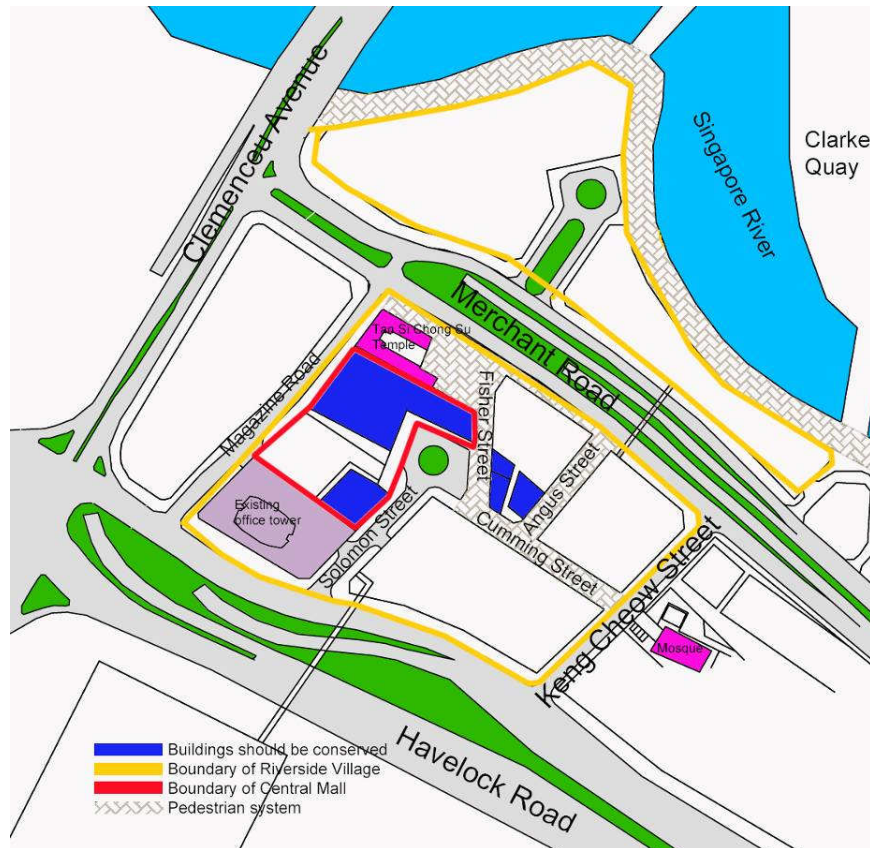 Clemenceu Avenue
Singapore River
Clarke
Quay
Merchant Road
Tan Si Chong Su
Temple
Magazine Road
Fisher Street
Angus Street
Existing
office tower
Solomon Street
Cumming Street
Keng Cheow Street
Mosque
Havelock Road
Buildings should be conserved
Boundary of Riverside Village
Boundary of Central Mall
Pedestrian system